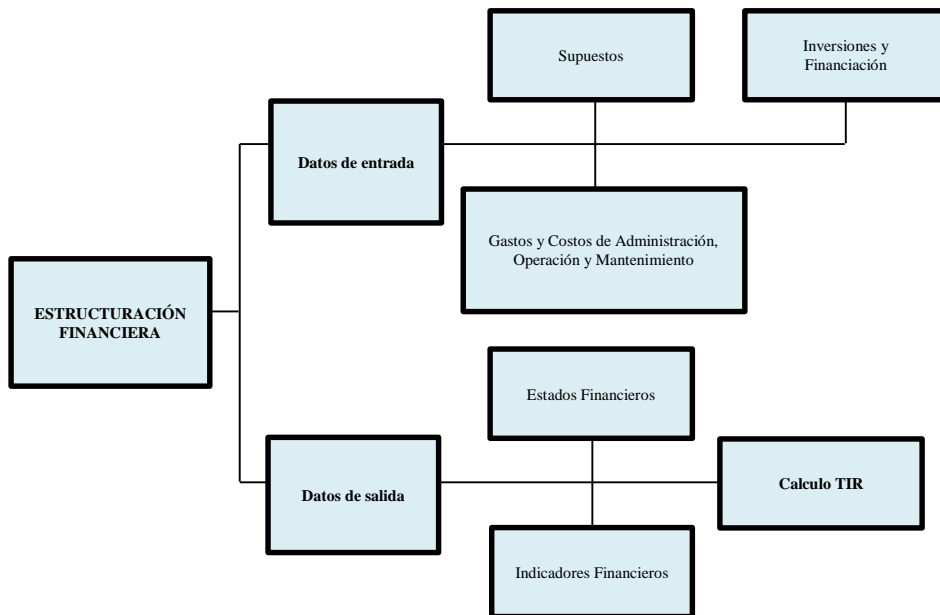 Supuestos
Inversiones y
Financiación
Datos de entrada
Gastos y Costos de Administración,
Operación y Mantenimiento
ESTRUCTURACIÓN
FINANCIERA
Estados Financieros
Datos de salida
Calculo TIR
Indicadores Financieros